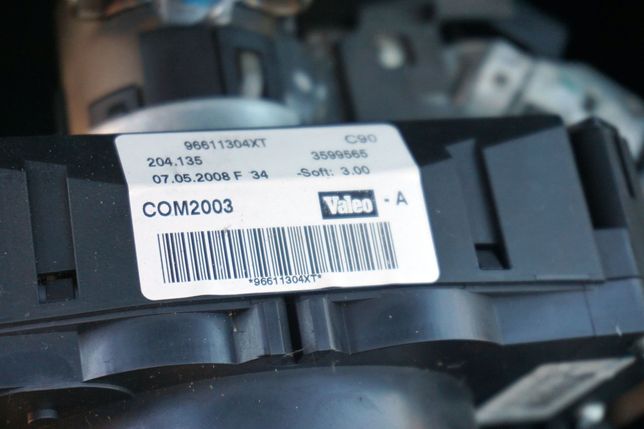 96611304XT C90
204.135 3599565
07.05.2008 F 34 -Soft: 3.00
COM2003 Valeo - A
*96611304XT*